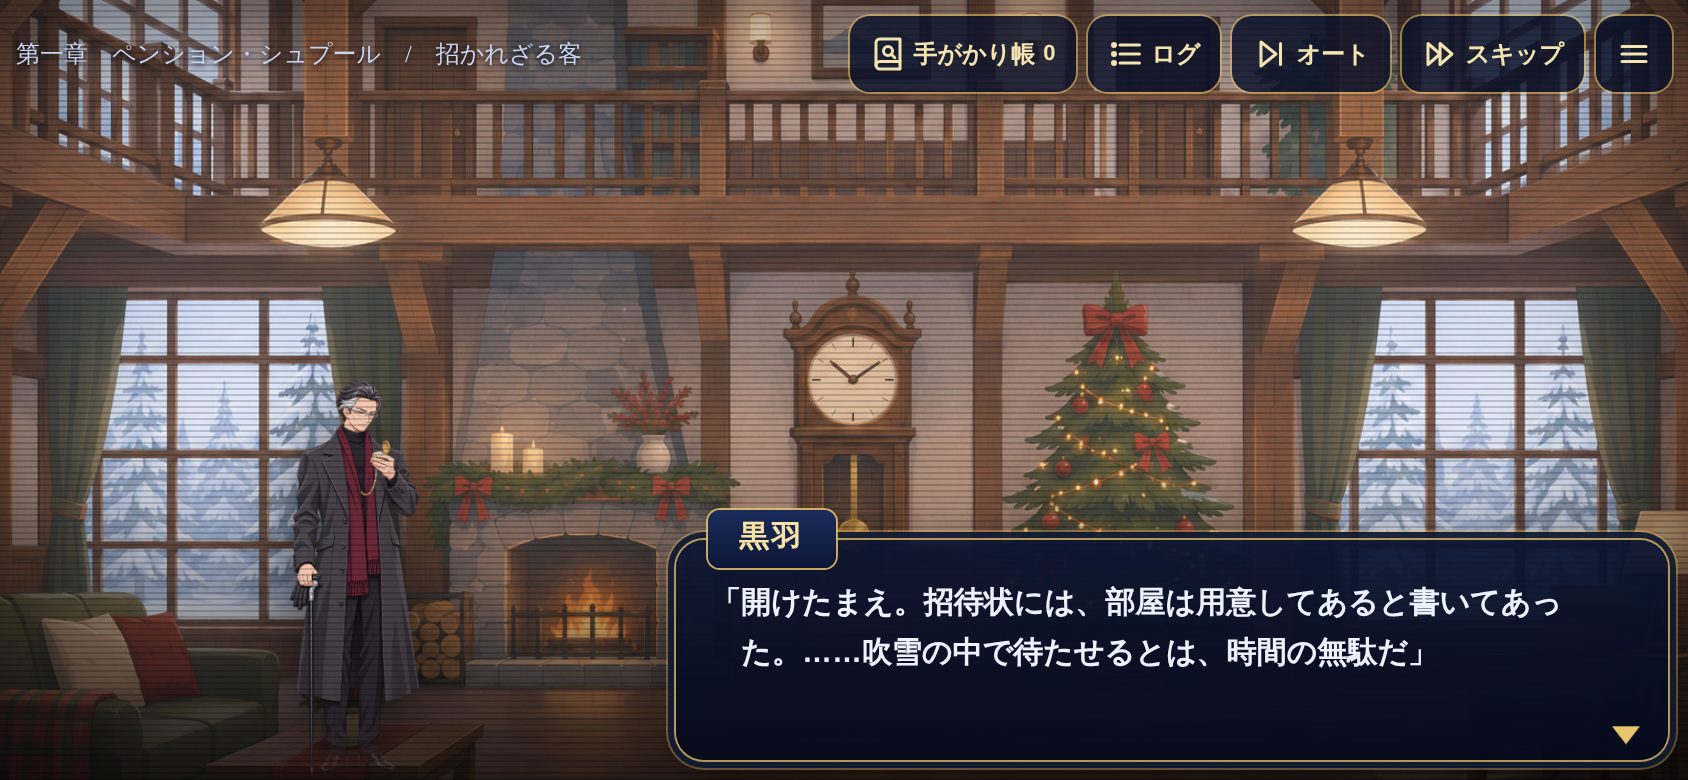 第一章 ペンション・シュプール / 招かれざる客
手がかり帳 0
ログ
オート
スキップ
黒羽
「開けたまえ。招待状には、部屋は用意してあると書いてあっ
た。……吹雪の中で待たせるとは、時間の無駄だ」